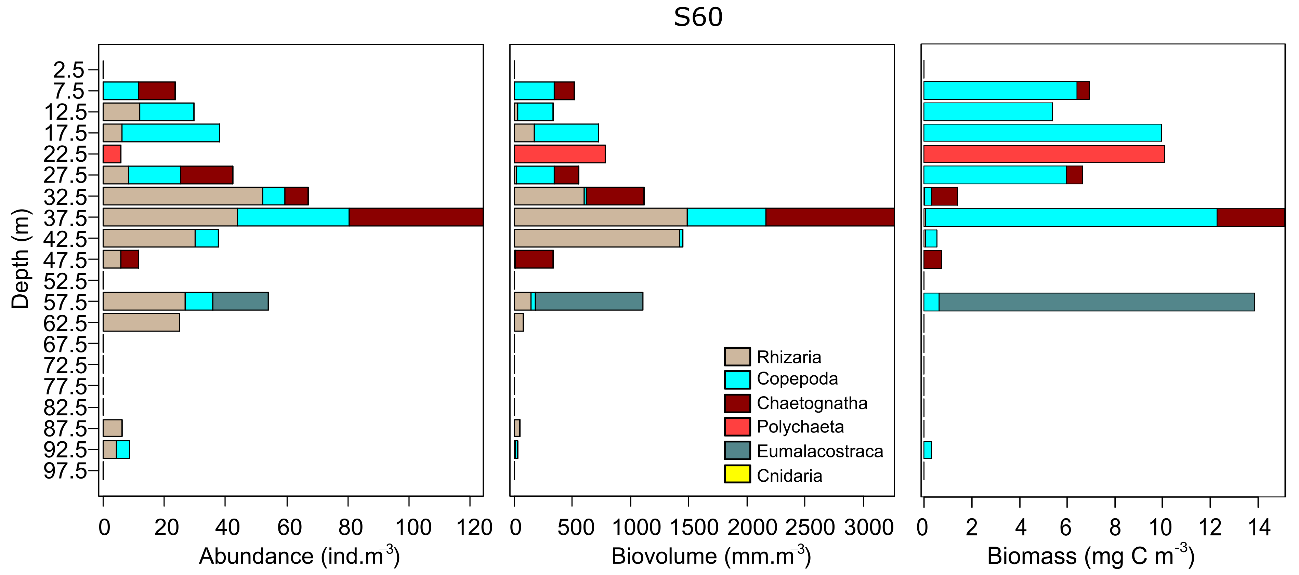 S60
Depth (m)
2.5
7.5
12.5
17.5
22.5
27.5
32.5
37.5
42.5
47.5
52.5
57.5
62.5
67.5
72.5
77.5
82.5
87.5
92.5
97.5
Rhizaria
Copepoda
Chaetognatha
Polychaeta
Eumalacostraca
Cnidaria
0 20 40 60 80 100 120
Abundance (ind.m³)
0 500 1000 1500 2000 2500 3000
Biovolume (mm.m³)
0 2 4 6 8 10 12 14
Biomass (mg C m⁻³)